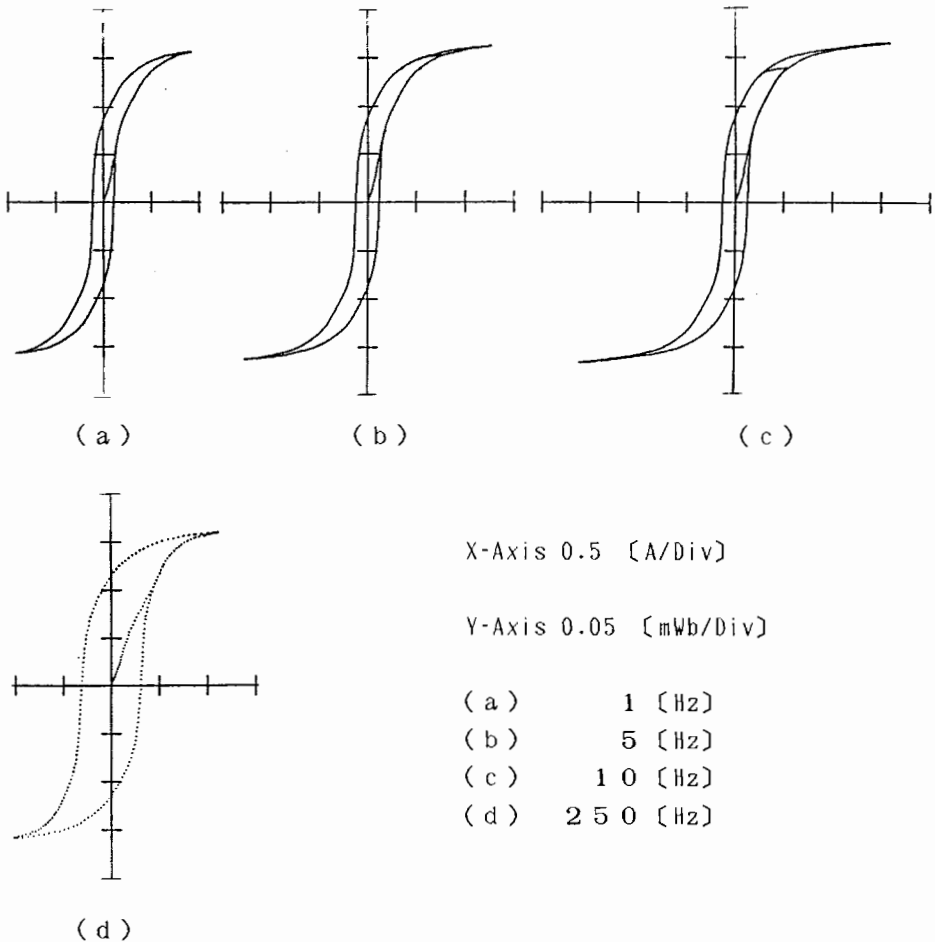 (a)
(b)
(c)
X-Axis 0.5 〔A/Div〕
Y-Axis 0.05 〔mWb/Div〕
(a) 1 〔Hz〕
(b) 5 〔Hz〕
(c) 10 〔Hz〕
(d) 250 〔Hz〕
(d)